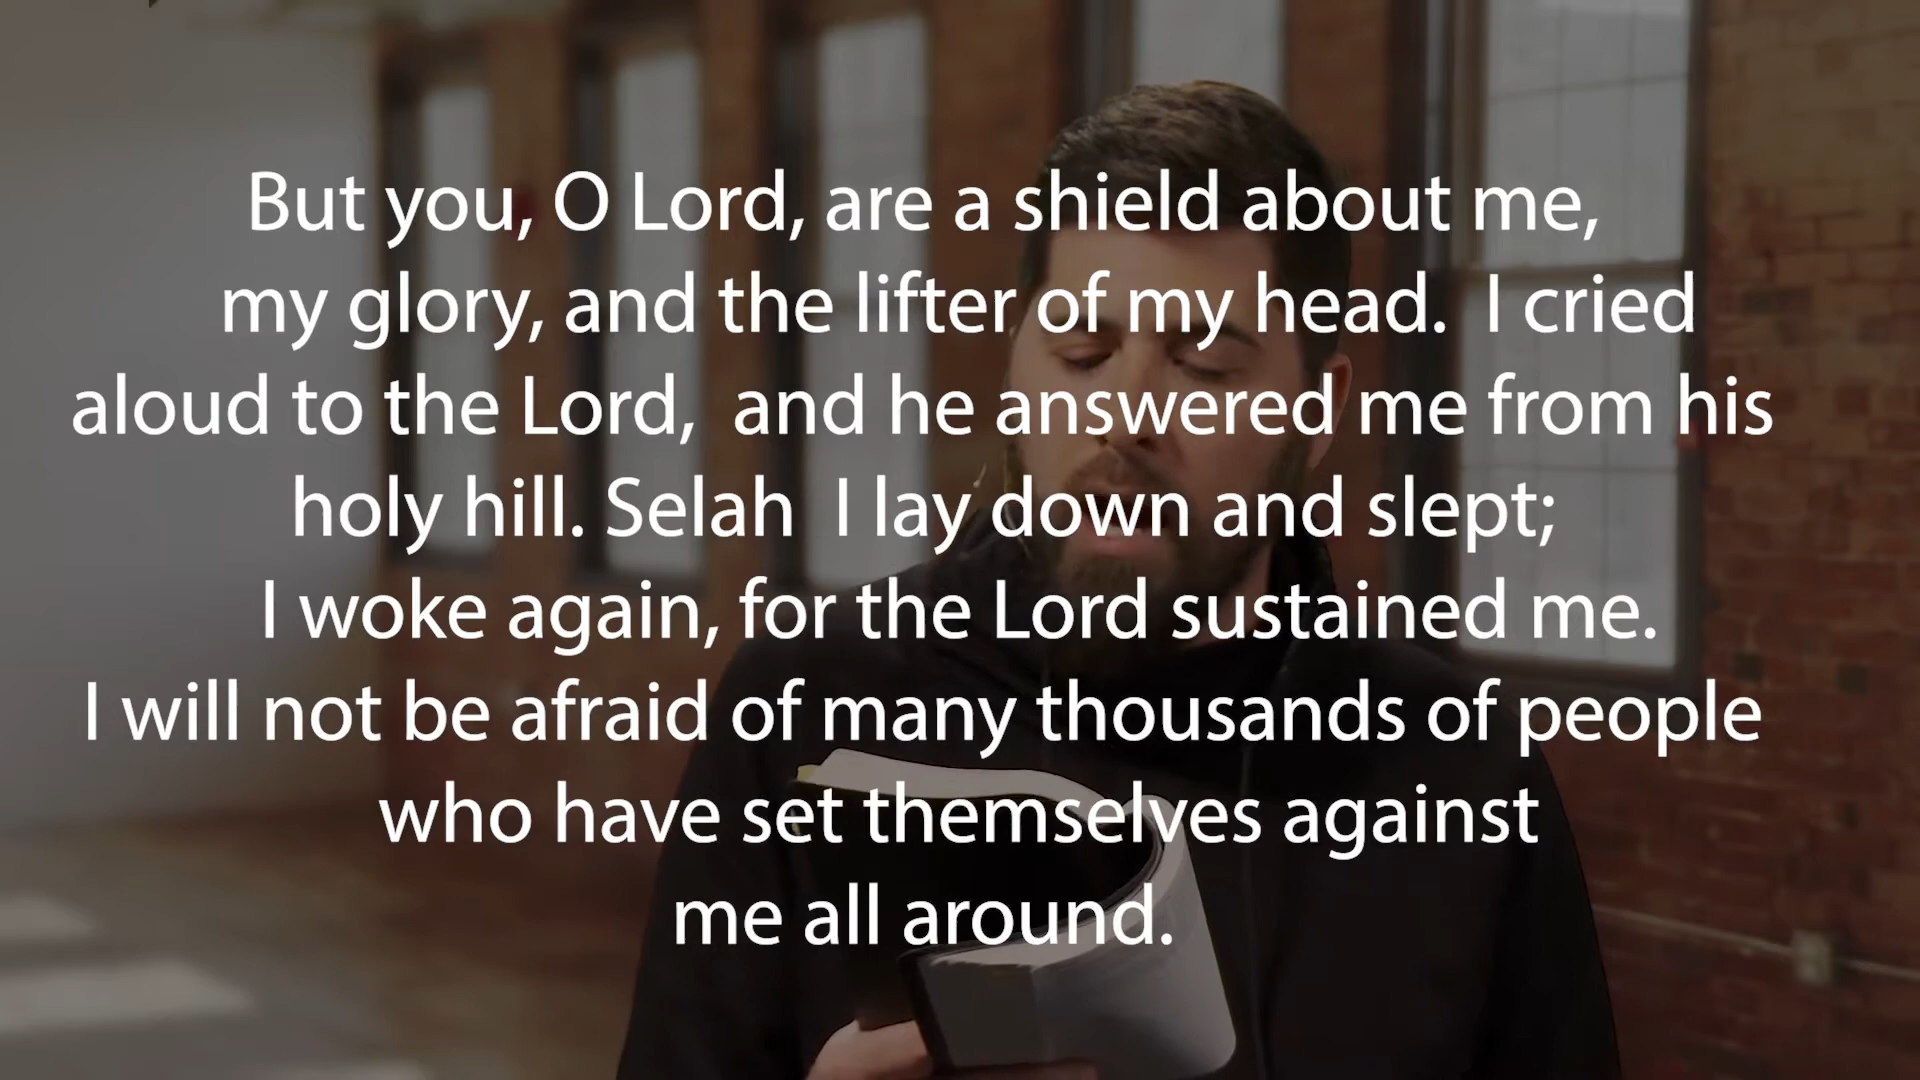 But you, O Lord, are a shield about me,
my glory, and the lifter of my head. I cried
aloud to the Lord, and he answered me from his
holy hill. Selah I lay down and slept;
I woke again, for the Lord sustained me.
I will not be afraid of many thousands of people
who have set themselves against
me all around.